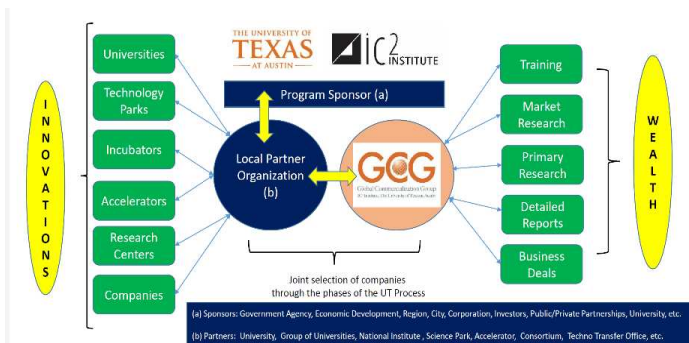 THE UNIVERSITY OF
TEXAS
AT AUSTIN
ic² INSTITUTE
INNOVATIONS
Universities
Technology
Parks
Incubators
Accelerators
Research
Centers
Companies
Program Sponsor (a)
Local Partner
Organization
(b)
GCG
Global Commercialization Group
Training
Market
Research
Primary
Research
Detailed
Reports
Business
Deals
WEALTH
Joint selection of companies
through the phases of the UT Process
(a) Sponsors: Government Agency, Economic Development, Region, City, Corporation, Investors, Public/Private Partnerships, University, etc.
(b) Partners: University, Group of Universities, National Institute , Science Park, Accelerator, Consortium, Techno Transfer Office, etc.